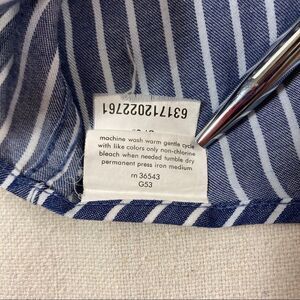 631712022761
machine wash warm gentle cycle
with like colors only non-chlorine
bleach when needed tumble dry
permanent press iron medium
rn 36543
G53